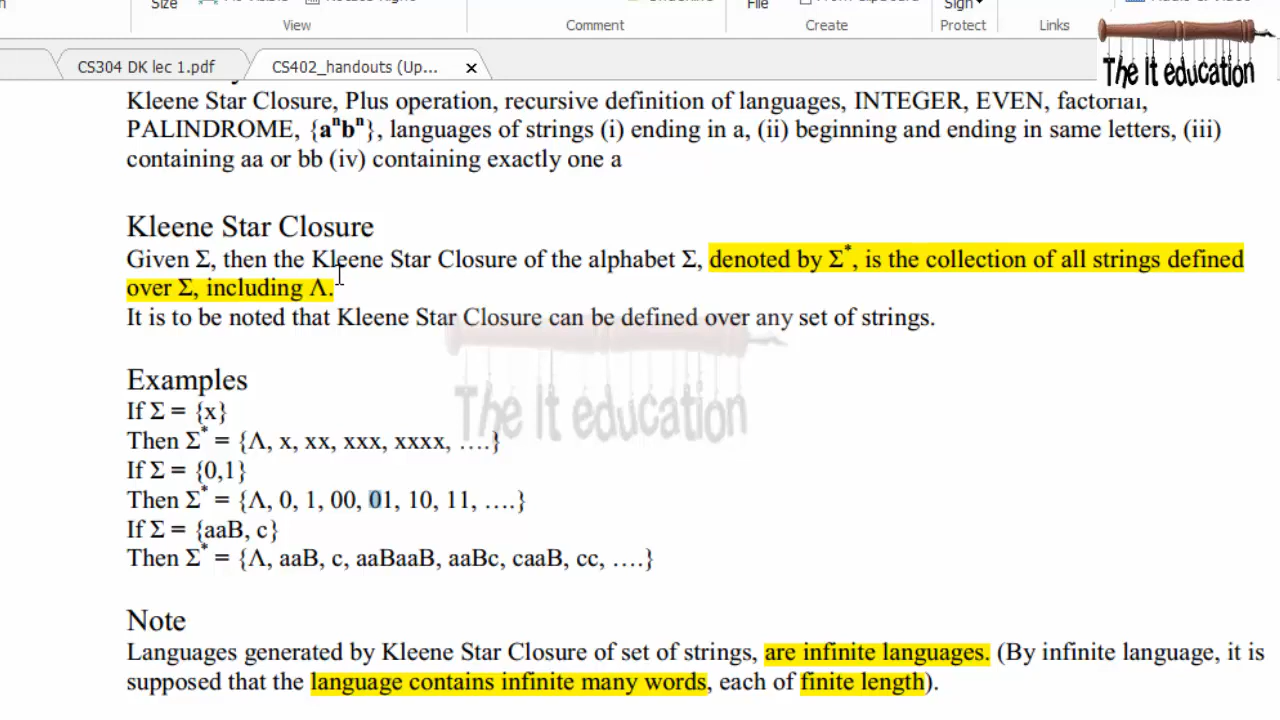 Size
View
Comment
File
Create
Sign
Protect
Links
The It education
CS304 DK lec 1.pdf
CS402_handouts (Up... ×
Kleene Star Closure, Plus operation, recursive definition of languages, INTEGER, EVEN, factorial,
PALINDROME, {aⁿbⁿ}, languages of strings (i) ending in a, (ii) beginning and ending in same letters, (iii)
containing aa or bb (iv) containing exactly one a
Kleene Star Closure
Given Σ, then the Kleene Star Closure of the alphabet Σ, denoted by Σ*, is the collection of all strings defined
over Σ, including Λ.
It is to be noted that Kleene Star Closure can be defined over any set of strings.
The It education
Examples
If Σ = {x}
Then Σ* = {Λ, x, xx, xxx, xxxx, ….}
If Σ = {0,1}
Then Σ* = {Λ, 0, 1, 00, 01, 10, 11, ….}
If Σ = {aaB, c}
Then Σ* = {Λ, aaB, c, aaBaaB, aaBc, caaB, cc, ….}
Note
Languages generated by Kleene Star Closure of set of strings, are infinite languages. (By infinite language, it is
supposed that the language contains infinite many words, each of finite length).